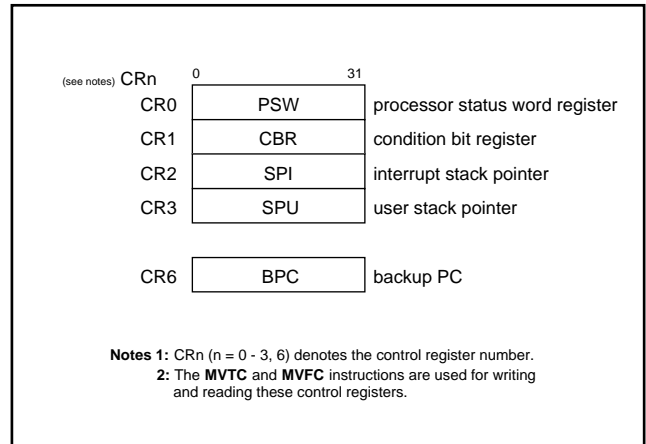 (see notes) CRn 0 31
CR0 PSW processor status word register
CR1 CBR condition bit register
CR2 SPI interrupt stack pointer
CR3 SPU user stack pointer
CR6 BPC backup PC
Notes 1: CRn (n = 0 - 3, 6) denotes the control register number.
2: The MVTC and MVFC instructions are used for writing
and reading these control registers.